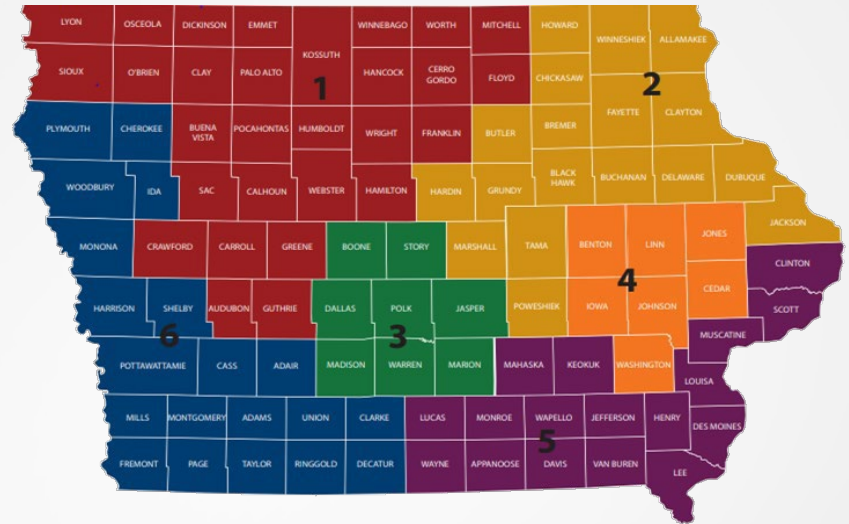 LYON
OSCEOLA
DICKINSON
EMMET
KOSSUTH
WINNEBAGO
WORTH
MITCHELL
HOWARD
WINNESHIEK
ALLAMAKEE
SIOUX
O'BRIEN
CLAY
PALO ALTO
HANCOCK
CERRO
GORDO
FLOYD
CHICKASAW
1
2
PLYMOUTH
CHEROKEE
BUENA
VISTA
POCAHONTAS
HUMBOLDT
WRIGHT
FRANKLIN
BUTLER
BREMER
FAYETTE
CLAYTON
WOODBURY
IDA
SAC
CALHOUN
WEBSTER
HAMILTON
HARDIN
GRUNDY
BLACK
HAWK
BUCHANAN
DELAWARE
DUBUQUE
MONONA
CRAWFORD
CARROLL
GREENE
BOONE
STORY
MARSHALL
TAMA
BENTON
LINN
JONES
JACKSON
CLINTON
4
HARRISON
SHELBY
AUDUBON
GUTHRIE
DALLAS
POLK
JASPER
POWESHIEK
IOWA
JOHNSON
CEDAR
SCOTT
6
3
MUSCATINE
POTTAWATTAMIE
CASS
ADAIR
MADISON
WARREN
MARION
MAHASKA
KEOKUK
WASHINGTON
LOUISA
MILLS
MONTGOMERY
ADAMS
UNION
CLARKE
LUCAS
MONROE
WAPELLO
JEFFERSON
HENRY
DES MOINES
5
FREMONT
PAGE
TAYLOR
RINGGOLD
DECATUR
WAYNE
APPANOOSE
DAVIS
VAN BUREN
LEE